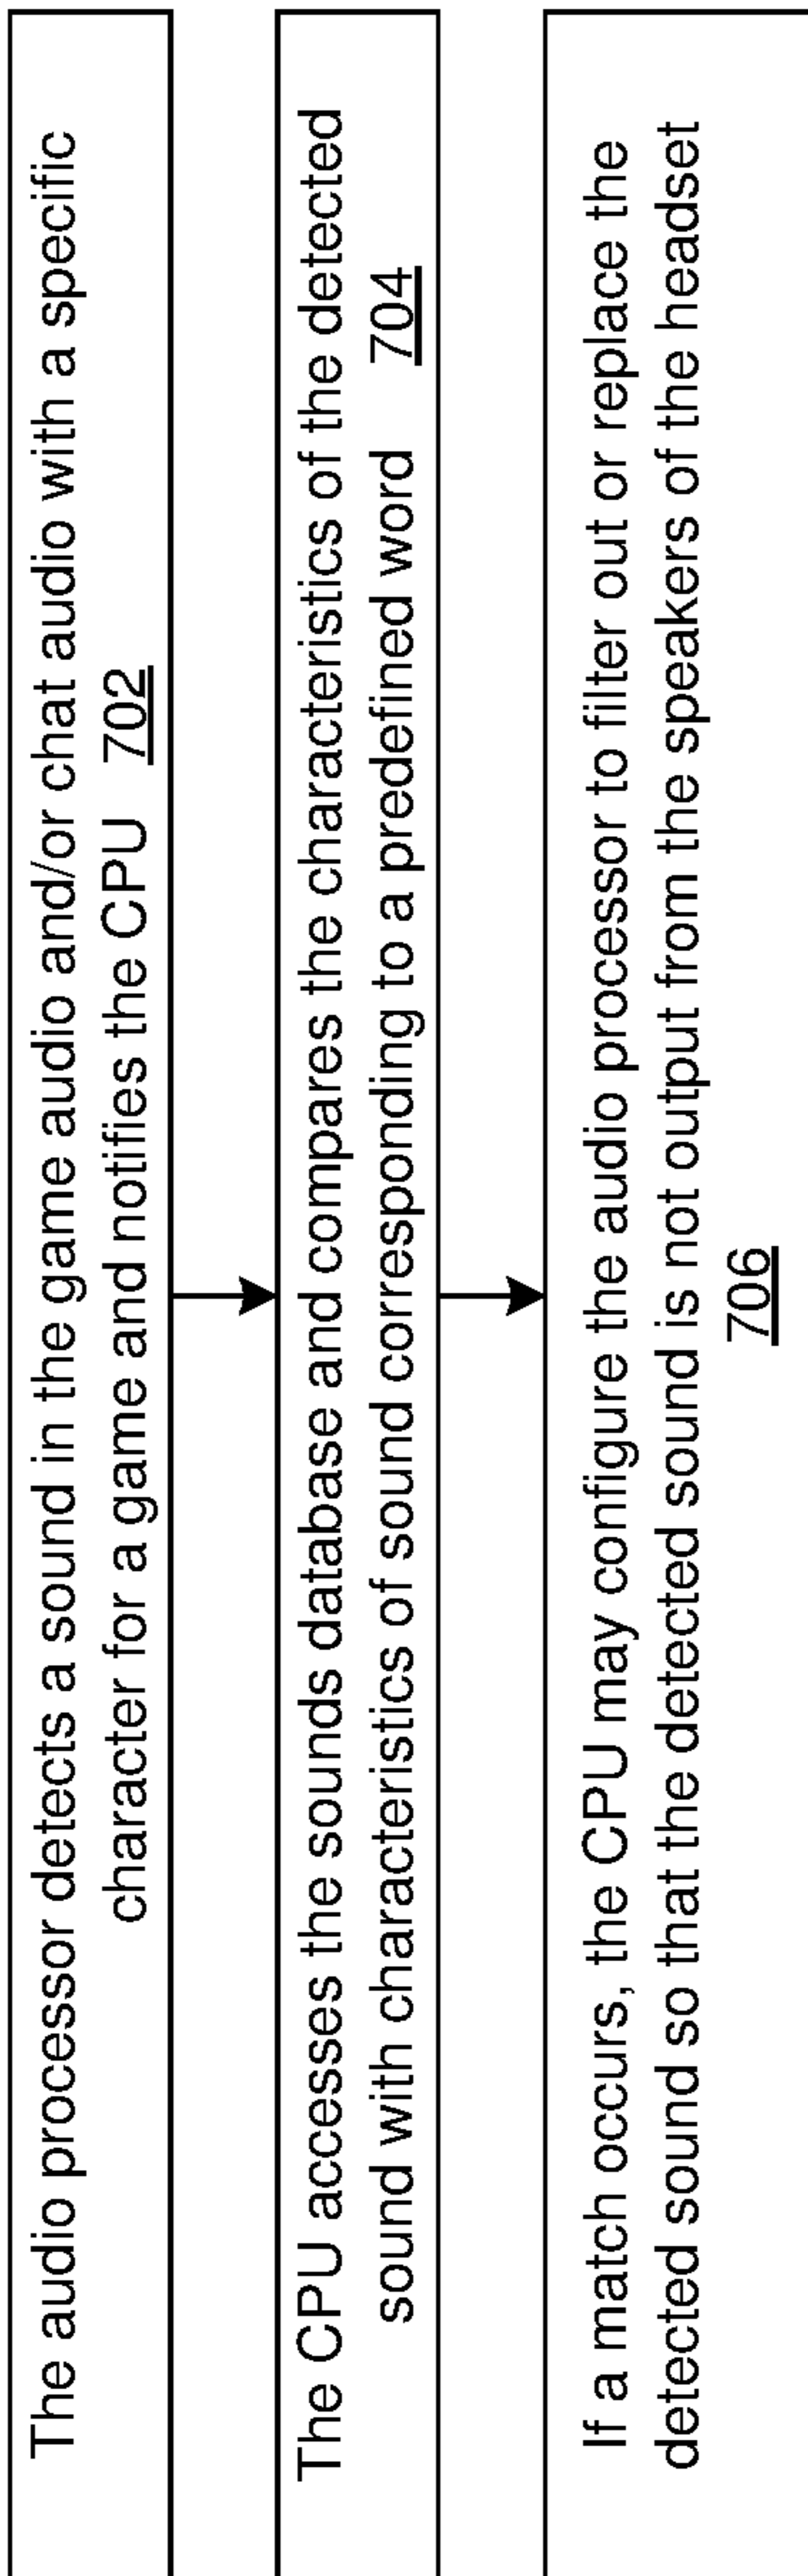 The audio processor detects a sound in the game audio and/or chat audio with a specific
character for a game and notifies the CPU 702
The CPU accesses the sounds database and compares the characteristics of the detected
sound with characteristics of sound corresponding to a predefined word 704
If a match occurs, the CPU may configure the audio processor to filter out or replace the
detected sound so that the detected sound is not output from the speakers of the headset
706